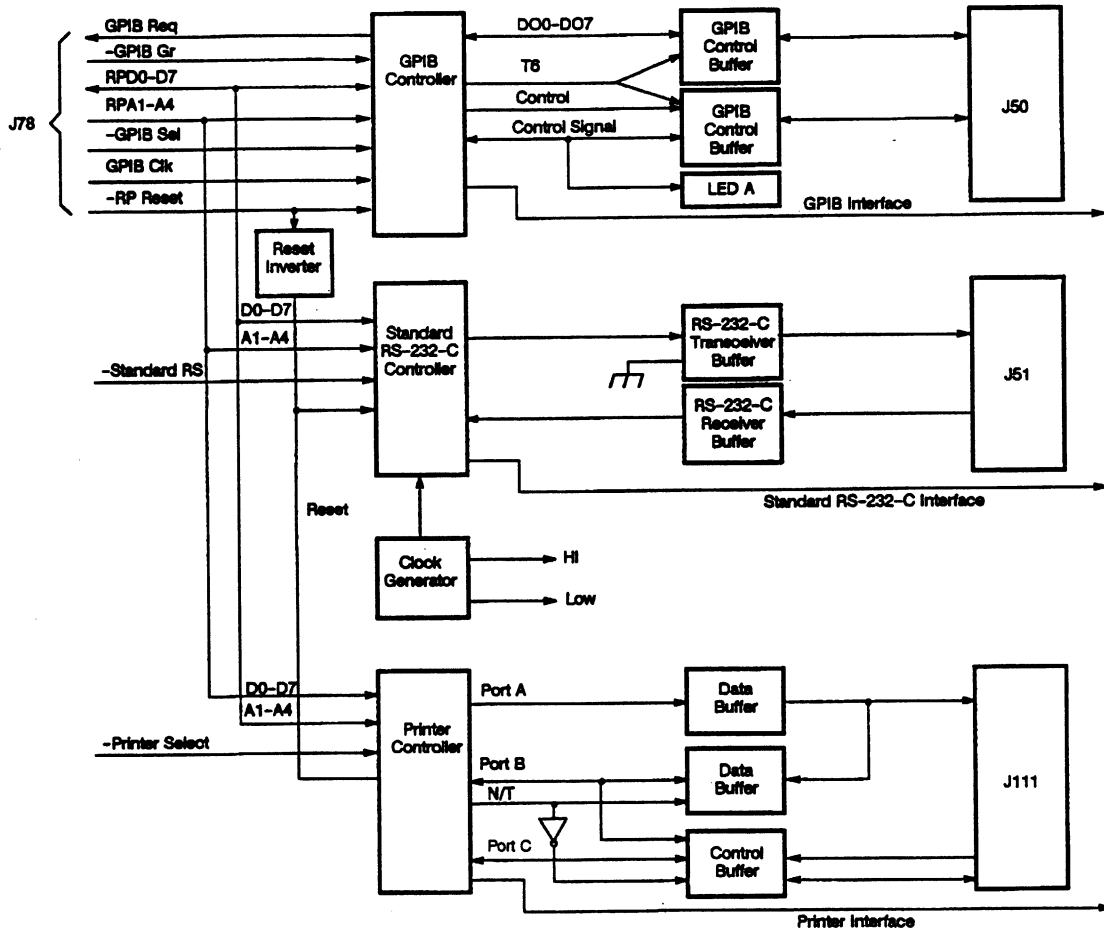 GPIB Req
-GPIB Gr
RPD0-D7
RPA1-A4
J78
-GPIB Sel
GPIB Clk
-RP Reset
GPIB
Controller
DO0-DO7
T6
Control
Control Signal
GPIB
Control
Buffer
GPIB
Control
Buffer
LED A
J50
GPIB Interface
Reset
Inverter
D0-D7
A1-A4
-Standard RS
Standard
RS-232-C
Controller
RS-232-C
Transceiver
Buffer
RS-232-C
Receiver
Buffer
J51
Standard RS-232-C Interface
Reset
Clock
Generator
HI
Low
D0-D7
A1-A4
-Printer Select
Printer
Controller
Port A
Port B
N/T
Port C
Data
Buffer
Data
Buffer
Control
Buffer
J111
Printer Interface